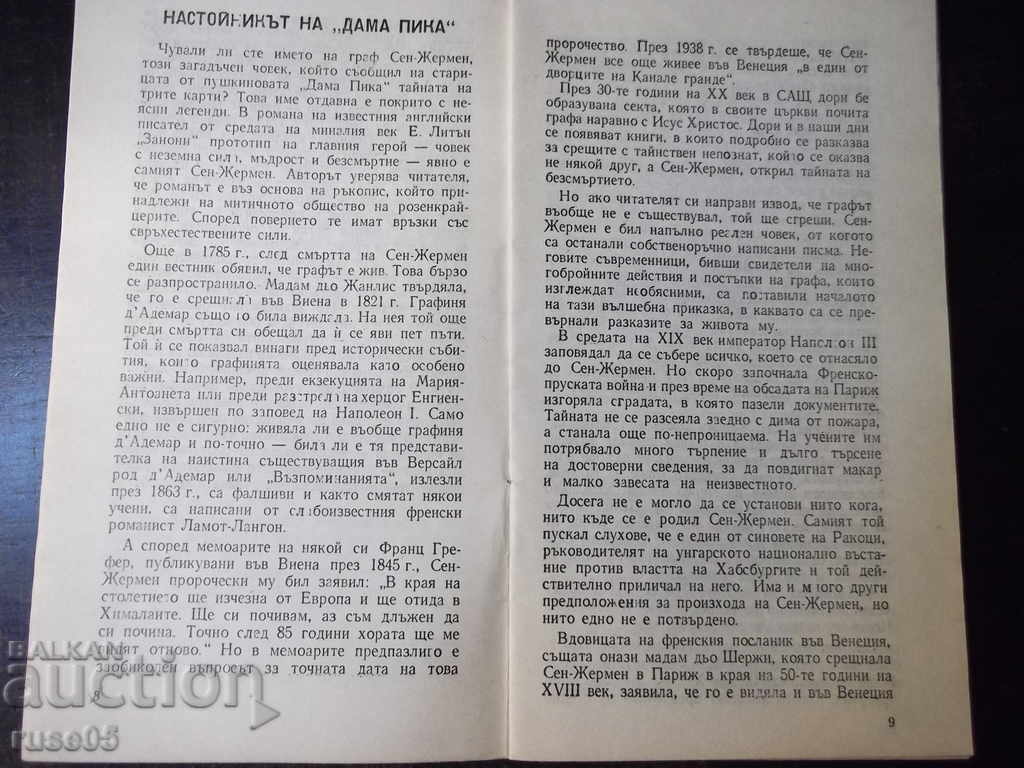 НАСТОЙНИКЪТ НА „ДАМА ПИКА“
Чували ли сте името на граф Сен-Жермен,
този загадъчен човек, който съобщил на старицата
от пушкиновата „Дама Пика“ тайната на
трите карти? Това име отдавна е покрито с не-
ясни легенди. В романа на известния английски
писател от средата на миналия век Е. Литън
„Занони“ прототип на главния герой — човек
с неземна сила, мъдрост и безсмъртие — явно е
самият Сен-Жермен. Авторът уверява читателя,
че романът е въз основа на ръкопис, който при-
надлежи на митичното общество на розенкрай-
церите. Според поверието те имат връзки със
свръхестествените сили.
Още в 1785 г., след смъртта на Сен-Жермен
един вестник обявил, че графът е жив. Това бързо
се разпространило. Мадам дьо Жанлис твърдяла,
че го е срещнала във Виена в 1821 г. Графиня
д’Адемар също го била виждала. На нея той още
преди смъртта си обещал да ѝ се яви пет пъти.
Той ѝ се показвал винаги пред исторически съби-
тия, които графинята оценявала като особено
важни. Например, преди екзекуцията на Мария-
Антоанета или преди разстрела на херцог Енгиен-
ски, извършен по заповед на Наполеон I. Само
едно не е сигурно: живяла ли е въобще графиня
д’Адемар и по-точно — била ли е тя представи-
телка на наистина съществуващия във Версайл
род д’Адемар или „Възпоминанията“, излезли
през 1863 г., са фалшиви и както смятат някои
учени, са написани от слабоизвестния френски
романист Ламот-Лангон.
А според мемоарите на някой си Франц Гре-
фер, публикувани във Виена през 1845 г., Сен-
Жермен пророчески му бил заявил: „В края на
столетието ще изчезна от Европа и ще отида в
Хималаите. Ще си почивам, аз съм длъжен да
си почина. Точно след 85 години хората ще ме
видят отново.“ Но в мемоарите предпазливо е
заобиколен въпросът за точната дата на това
8
пророчество. През 1938 г. се твърдеше, че Сен-
Жермен все още живее във Венеция „в един от
дворците на Канале гранде“.
През 30-те години на XX век в САЩ дори бе
образувана секта, която в своите църкви почита
графа наравно с Исус Христос. Дори и в наши дни
се появяват книги, в които подробно се разказва
за срещите с тайнствен непознат, който се оказва
не някой друг, а Сен-Жермен, открил тайната на
безсмъртието.
Но ако читателят си направи извод, че графът
въобще не е съществувал, той ще сгреши. Сен-
Жермен е бил напълно реален човек, от когото
са останали собственоръчно написани писма. Не-
говите съвременници, бивши свидетели на мно-
гобройните действия и постъпки на графа, които
изглеждат необясними, са поставили началото
на тази вълшебна приказка, в каквато са се пре-
върнали разказите за живота му.
В средата на XIX век император Наполеон III
заповядал да се събере всичко, което се отнасяло
до Сен-Жермен. Но скоро започнала Френско-
пруската война и през време на обсадата на Париж
изгоряла сградата, в която пазели документите.
Тайната не се разсеяла заедно с дима от пожара,
а станала още по-непроницаема. На учените им
потрябвало много търпение и дълго търсене
на достоверни сведения, за да повдигнат макар
и малко завесата на неизвестното.
Досега не е могло да се установи нито кога,
нито къде се е родил Сен-Жермен. Самият той
пускал слухове, че е един от синовете на Ракоци,
ръководителят на унгарското национално въста-
ние против властта на Хабсбургите и той дей-
ствително приличал на него. Има и много други
предположения за произхода на Сен-Жермен, но
нито едно не е потвърдено.
Вдовицата на френския посланик във Венеция,
същата онази мадам дьо Шержи, която срещнала
Сен-Жермен в Париж в края на 50-те години на
XVIII век, заявила, че го е видяла и във Венеция
9
BALKAN
auction
ruse05